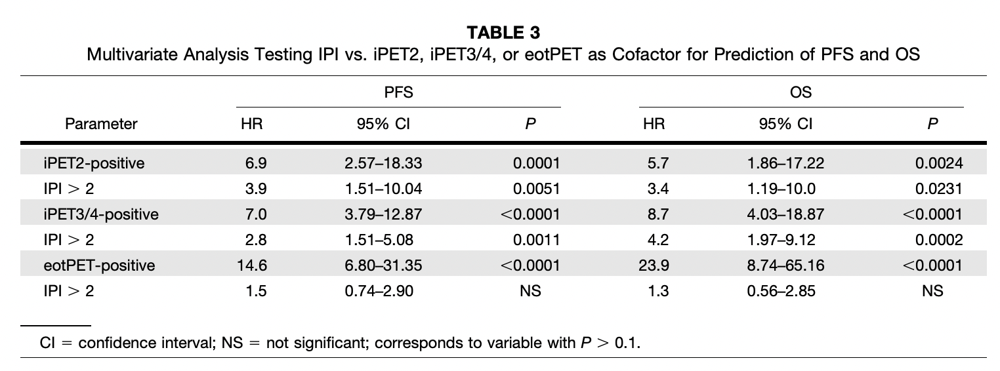 TABLE 3
Multivariate Analysis Testing IPI vs. iPET2, iPET3/4, or eotPET as Cofactor for Prediction of PFS and OS
PFS OS
Parameter HR 95% CI P HR 95% CI P
iPET2-positive 6.9 2.57–18.33 0.0001 5.7 1.86–17.22 0.0024
IPI > 2 3.9 1.51–10.04 0.0051 3.4 1.19–10.0 0.0231
iPET3/4-positive 7.0 3.79–12.87 <0.0001 8.7 4.03–18.87 <0.0001
IPI > 2 2.8 1.51–5.08 0.0011 4.2 1.97–9.12 0.0002
eotPET-positive 14.6 6.80–31.35 <0.0001 23.9 8.74–65.16 <0.0001
IPI > 2 1.5 0.74–2.90 NS 1.3 0.56–2.85 NS
CI = confidence interval; NS = not significant; corresponds to variable with P > 0.1.